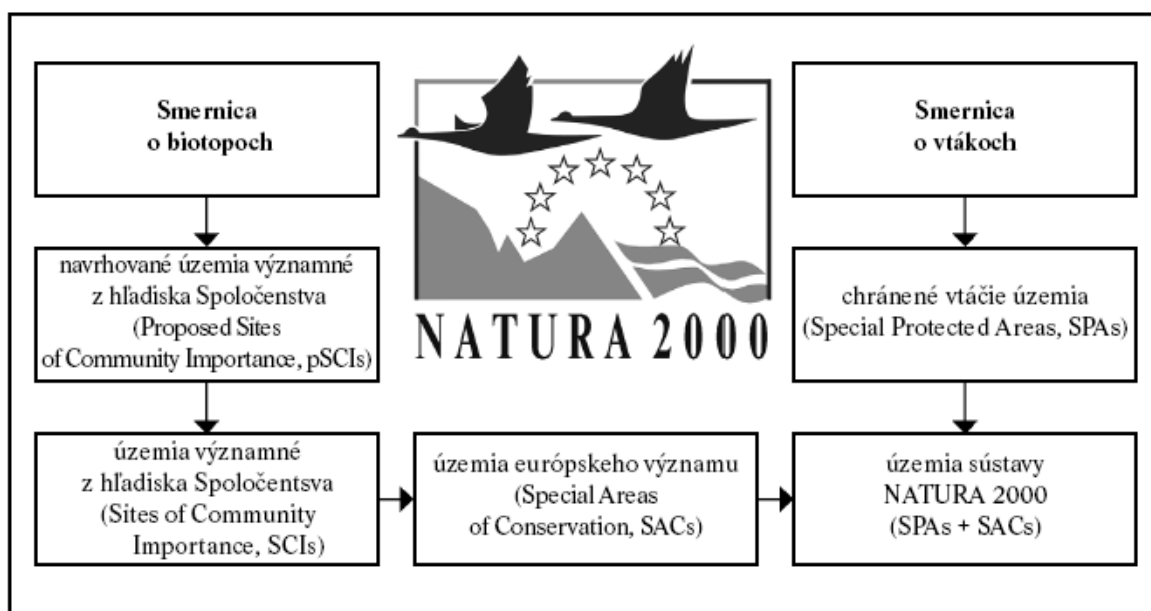 Smernica
o biotopoch
navrhované územia významné
z hľadiska Spoločenstva
(Proposed Sites
of Community Importance, pSCIs)
územia významné
z hľadiska Spoločentsva
(Sites of Community
Importance, SCIs)
NATURA 2000
územia európskeho významu
(Special Areas
of Conservation, SACs)
Smernica
o vtákoch
chránené vtáčie územia
(Special Protected Areas, SPAs)
územia sústavy
NATURA 2000
(SPAs + SACs)